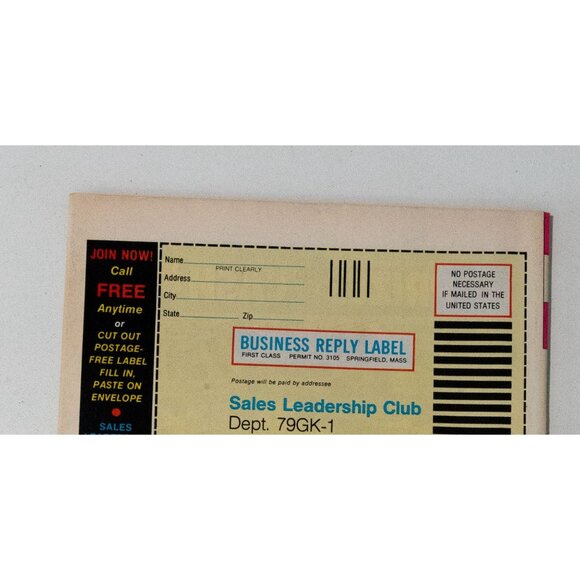 JOIN NOW!
Call
FREE
Anytime
or
CUT OUT
POSTAGE-
FREE LABEL
FILL IN,
PASTE ON
ENVELOPE
SALES
Name
PRINT CLEARLY
Address
City
State Zip
NO POSTAGE
NECESSARY
IF MAILED IN THE
UNITED STATES
BUSINESS REPLY LABEL
FIRST CLASS PERMIT NO. 3105 SPRINGFIELD, MASS
Postage will be paid by addressee
Sales Leadership Club
Dept. 79GK-1